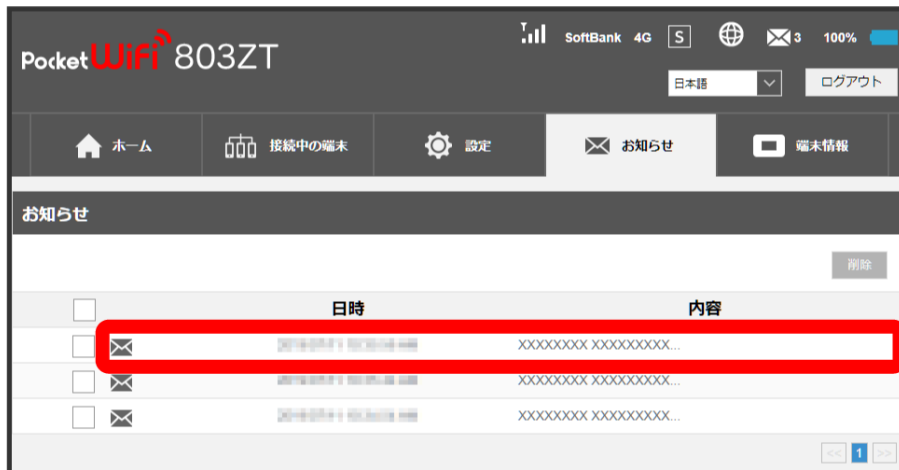 Pocket WiFi 803ZT
SoftBank 4G S 3 100%
日本語 ログアウト
ホーム 接続中の端末 設定 お知らせ 端末情報
お知らせ
削除
日時 内容
XXXXXXXX XXXXXXXXX...
XXXXXXXX XXXXXXXXX...
XXXXXXXX XXXXXXXXX...
<< 1 >>